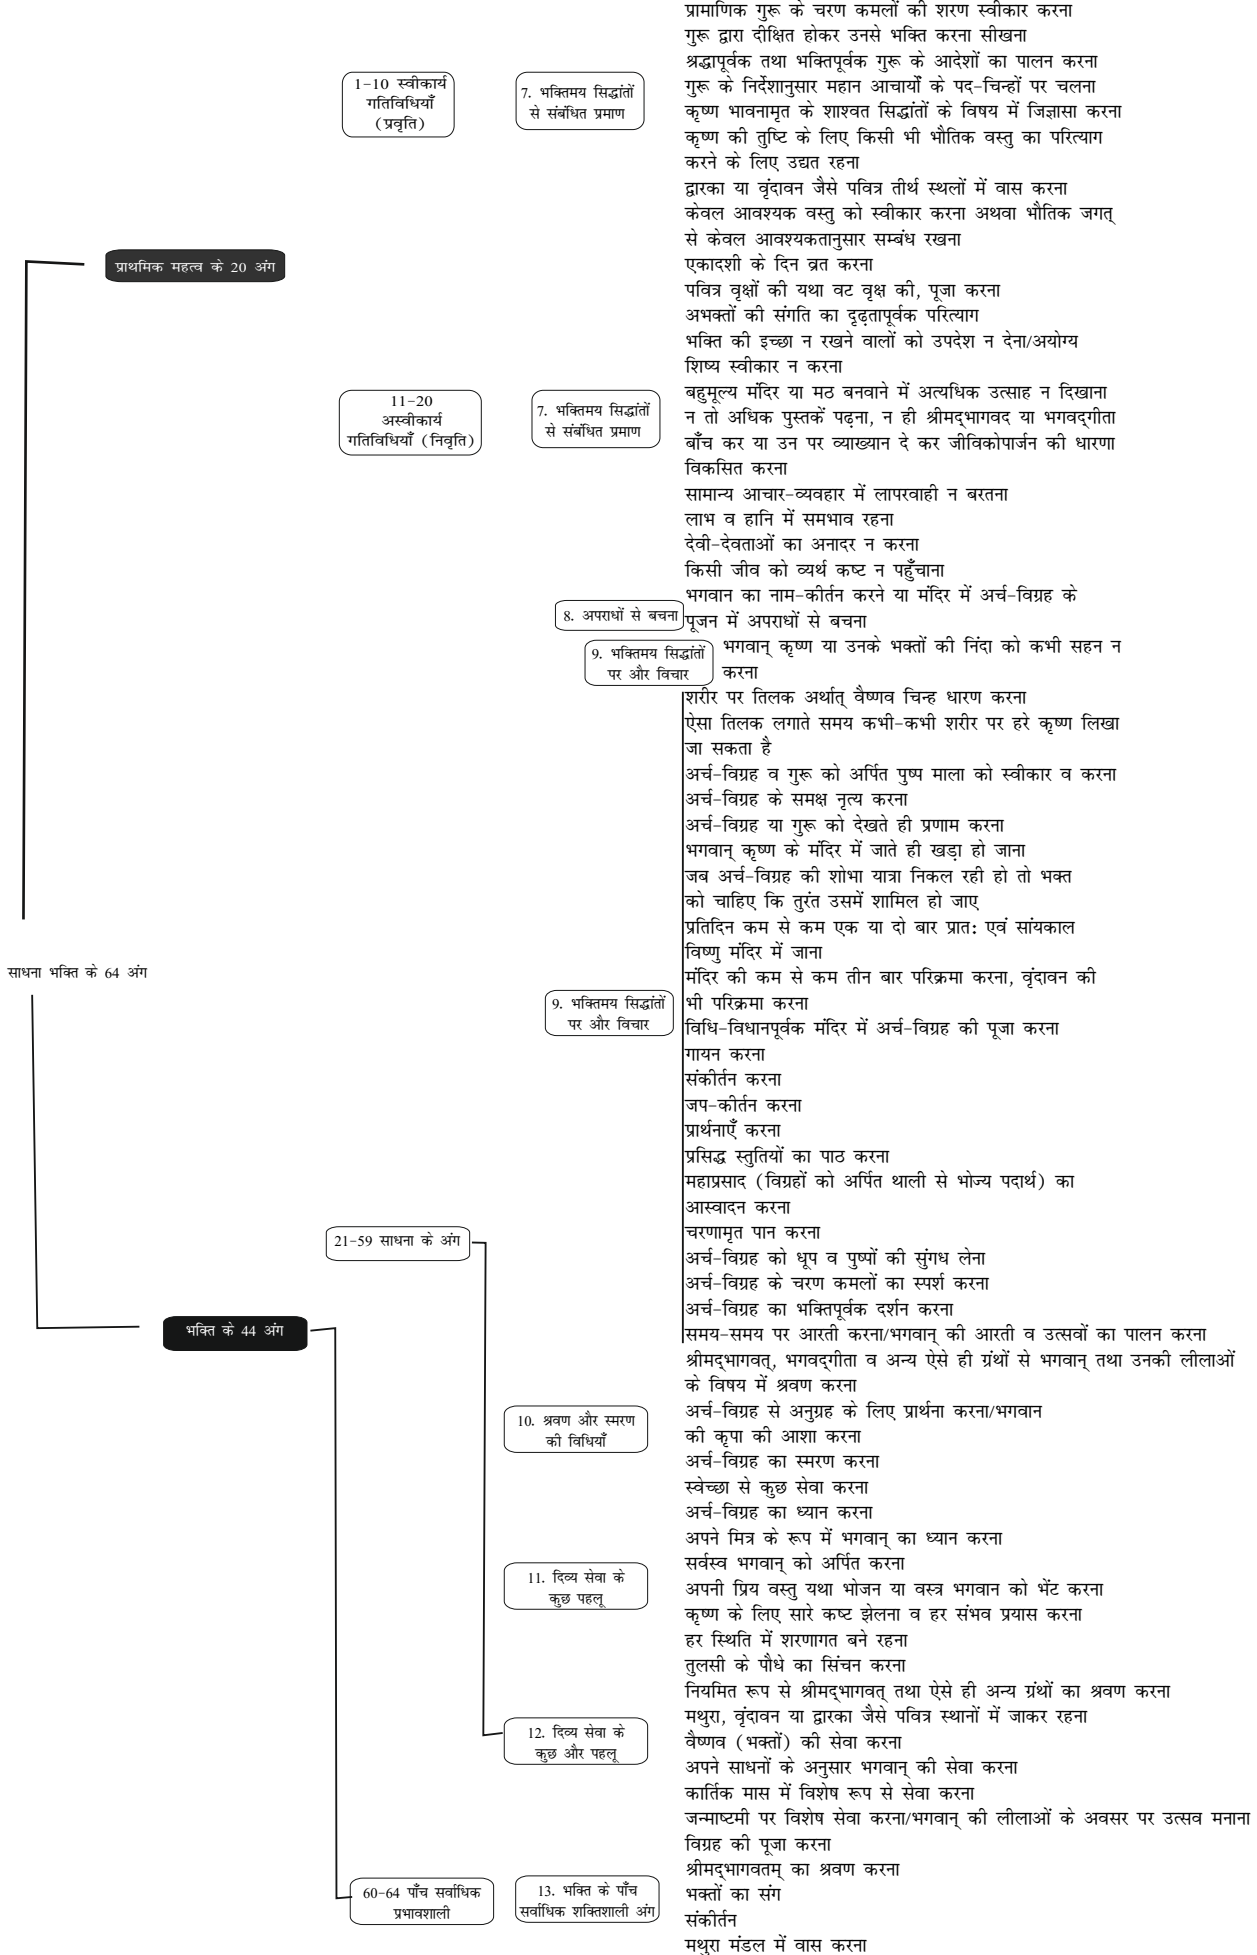 प्रामाणिक गुरू के चरण कमलों की शरण स्वीकार करना
गुरू द्वारा दीक्षित होकर उनसे भक्ति करना सीखना
श्रद्धापूर्वक तथा भक्तिपूर्वक गुरू के आदेशों का पालन करना
1-10 स्वीकार्य
गतिविधियाँ
(प्रवृति)
7. भक्तिमय सिद्धांतों
से संबंधित प्रमाण
गुरू के निर्देशानुसार महान आचार्यों के पद-चिन्हों पर चलना
कृष्ण भावनामृत के शाश्वत सिद्धांतों के विषय में जिज्ञासा करना
कृष्ण की तुष्टि के लिए किसी भी भौतिक वस्तु का परित्याग
करने के लिए उद्यत रहना
द्वारका या वृंदावन जैसे पवित्र तीर्थ स्थलों में वास करना
केवल आवश्यक वस्तु को स्वीकार करना अथवा भौतिक जगत्
से केवल आवश्यकतानुसार सम्बंध रखना
प्राथमिक महत्व के 20 अंग
एकादशी के दिन व्रत करना
पवित्र वृक्षों की यथा वट वृक्ष की, पूजा करना
अभक्तों की संगति का दृढ़तापूर्वक परित्याग
भक्ति की इच्छा न रखने वालों को उपदेश न देना/अयोग्य
शिष्य स्वीकार न करना
11-20
अस्वीकार्य
गतिविधियाँ (निवृति)
7. भक्तिमय सिद्धांतों
से संबंधित प्रमाण
बहुमूल्य मंदिर या मठ बनवाने में अत्यधिक उत्साह न दिखाना
न तो अधिक पुस्तकें पढ़ना, न ही श्रीमद्भागवद या भगवद्गीता
बाँच कर या उन पर व्याख्यान दे कर जीविकोपार्जन की धारणा
विकसित करना
सामान्य आचार-व्यवहार में लापरवाही न बरतना
लाभ व हानि में समभाव रहना
देवी-देवताओं का अनादर न करना
किसी जीव को व्यर्थ कष्ट न पहुँचाना
8. अपराधों से बचना
भगवान का नाम-कीर्तन करने या मंदिर में अर्च-विग्रह के
पूजन में अपराधों से बचना
9. भक्तिमय सिद्धांतों
पर और विचार
भगवान् कृष्ण या उनके भक्तों की निंदा को कभी सहन न
करना
शरीर पर तिलक अर्थात् वैष्णव चिन्ह धारण करना
ऐसा तिलक लगाते समय कभी-कभी शरीर पर हरे कृष्ण लिखा
जा सकता है
अर्च-विग्रह व गुरू को अर्पित पुष्प माला को स्वीकार व करना
अर्च-विग्रह के समक्ष नृत्य करना
अर्च-विग्रह या गुरू को देखते ही प्रणाम करना
भगवान् कृष्ण के मंदिर में जाते ही खड़ा हो जाना
जब अर्च-विग्रह की शोभा यात्रा निकल रही हो तो भक्त
को चाहिए कि तुरंत उसमें शामिल हो जाए
प्रतिदिन कम से कम एक या दो बार प्रात: एवं सांयकाल
विष्णु मंदिर में जाना
साधना भक्ति के 64 अंग
मंदिर की कम से कम तीन बार परिक्रमा करना, वृंदावन की
भी परिक्रमा करना
9. भक्तिमय सिद्धांतों
पर और विचार
विधि-विधानपूर्वक मंदिर में अर्च-विग्रह की पूजा करना
गायन करना
संकीर्तन करना
जप-कीर्तन करना
प्रार्थनाएँ करना
प्रसिद्ध स्तुतियों का पाठ करना
महाप्रसाद (विग्रहों को अर्पित थाली से भोज्य पदार्थ) का
आस्वादन करना
चरणामृत पान करना
21-59 साधना के अंग
अर्च-विग्रह को धूप व पुष्पों की सुंगध लेना
अर्च-विग्रह के चरण कमलों का स्पर्श करना
अर्च-विग्रह का भक्तिपूर्वक दर्शन करना
भक्ति के 44 अंग
समय-समय पर आरती करना/भगवान् की आरती व उत्सवों का पालन करना
श्रीमद्भागवत्, भगवद्गीता व अन्य ऐसे ही ग्रंथों से भगवान् तथा उनकी लीलाओं
के विषय में श्रवण करना
10. श्रवण और स्मरण
की विधियाँ
अर्च-विग्रह से अनुग्रह के लिए प्रार्थना करना/भगवान
की कृपा की आशा करना
अर्च-विग्रह का स्मरण करना
स्वेच्छा से कुछ सेवा करना
अर्च-विग्रह का ध्यान करना
अपने मित्र के रूप में भगवान् का ध्यान करना
सर्वस्व भगवान् को अर्पित करना
11. दिव्य सेवा के
कुछ पहलू
अपनी प्रिय वस्तु यथा भोजन या वस्त्र भगवान को भेंट करना
कृष्ण के लिए सारे कष्ट झेलना व हर संभव प्रयास करना
हर स्थिति में शरणागत बने रहना
तुलसी के पौधे का सिंचन करना
नियमित रूप से श्रीमद्भागवत् तथा ऐसे ही अन्य ग्रंथों का श्रवण करना
मथुरा, वृंदावन या द्वारका जैसे पवित्र स्थानों में जाकर रहना
12. दिव्य सेवा के
कुछ और पहलू
वैष्णव (भक्तों) की सेवा करना
अपने साधनों के अनुसार भगवान् की सेवा करना
कार्तिक मास में विशेष रूप से सेवा करना
जन्माष्टमी पर विशेष सेवा करना/भगवान् की लीलाओं के अवसर पर उत्सव मनाना
विग्रह की पूजा करना
श्रीमद्भागवतम् का श्रवण करना
60-64 पाँच सर्वाधिक
प्रभावशाली
13. भक्ति के पाँच
सर्वाधिक शक्तिशाली अंग
भक्तों का संग
संकीर्तन
मथुरा मंडल में वास करना